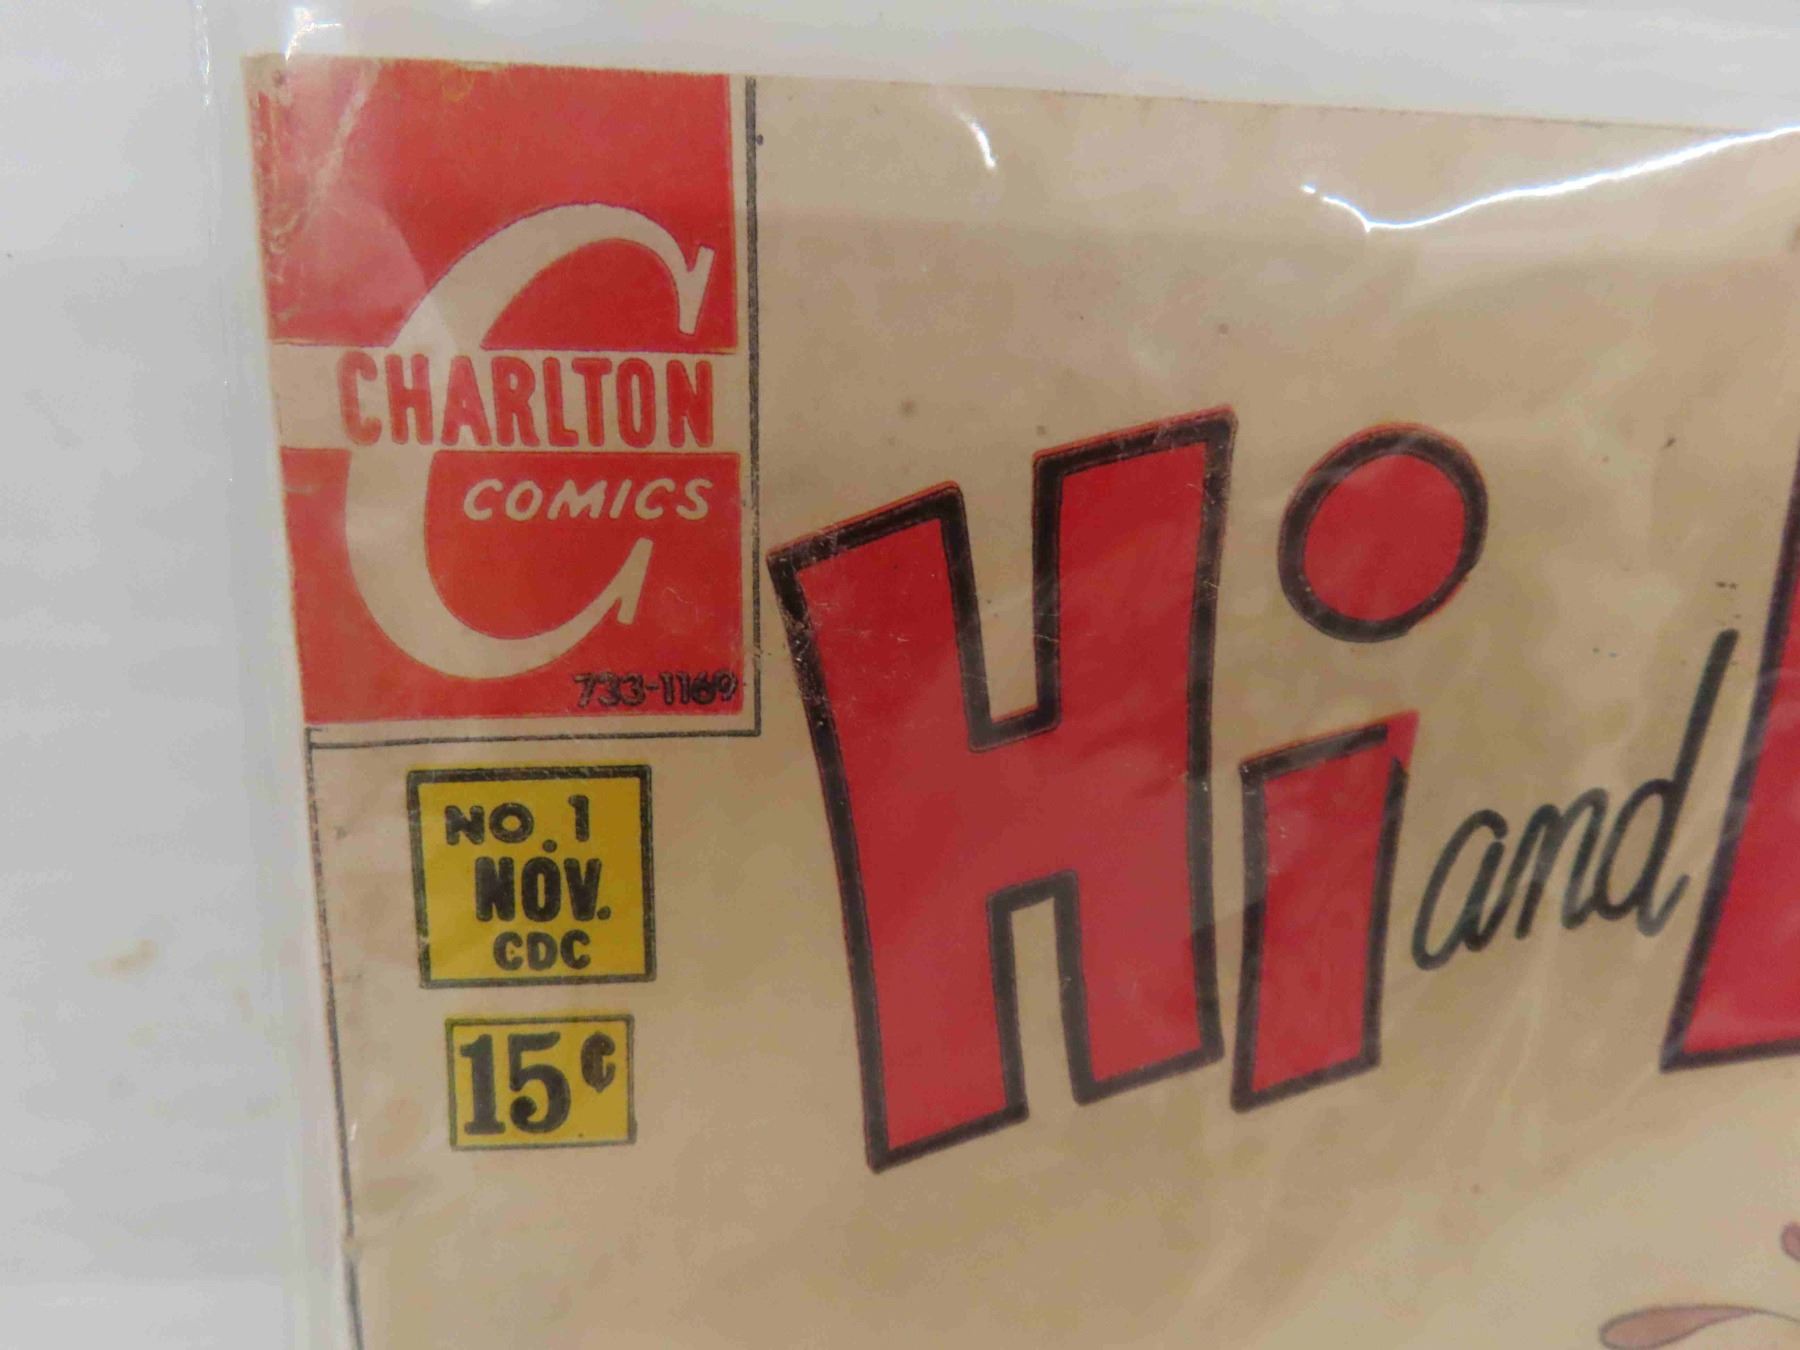 CHARLTON
COMICS
733-1169
NO. 1
NOV.
CDC
15¢
Hi and